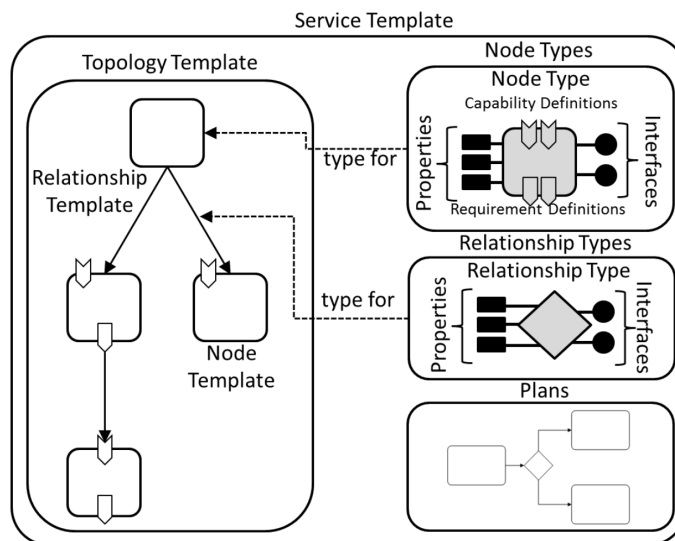 Service Template
Topology Template
Relationship
Template
Node
Template
type for
type for
Node Types
Node Type
Capability Definitions
Properties
Interfaces
Requirement Definitions
Relationship Types
Relationship Type
Properties
Interfaces
Plans